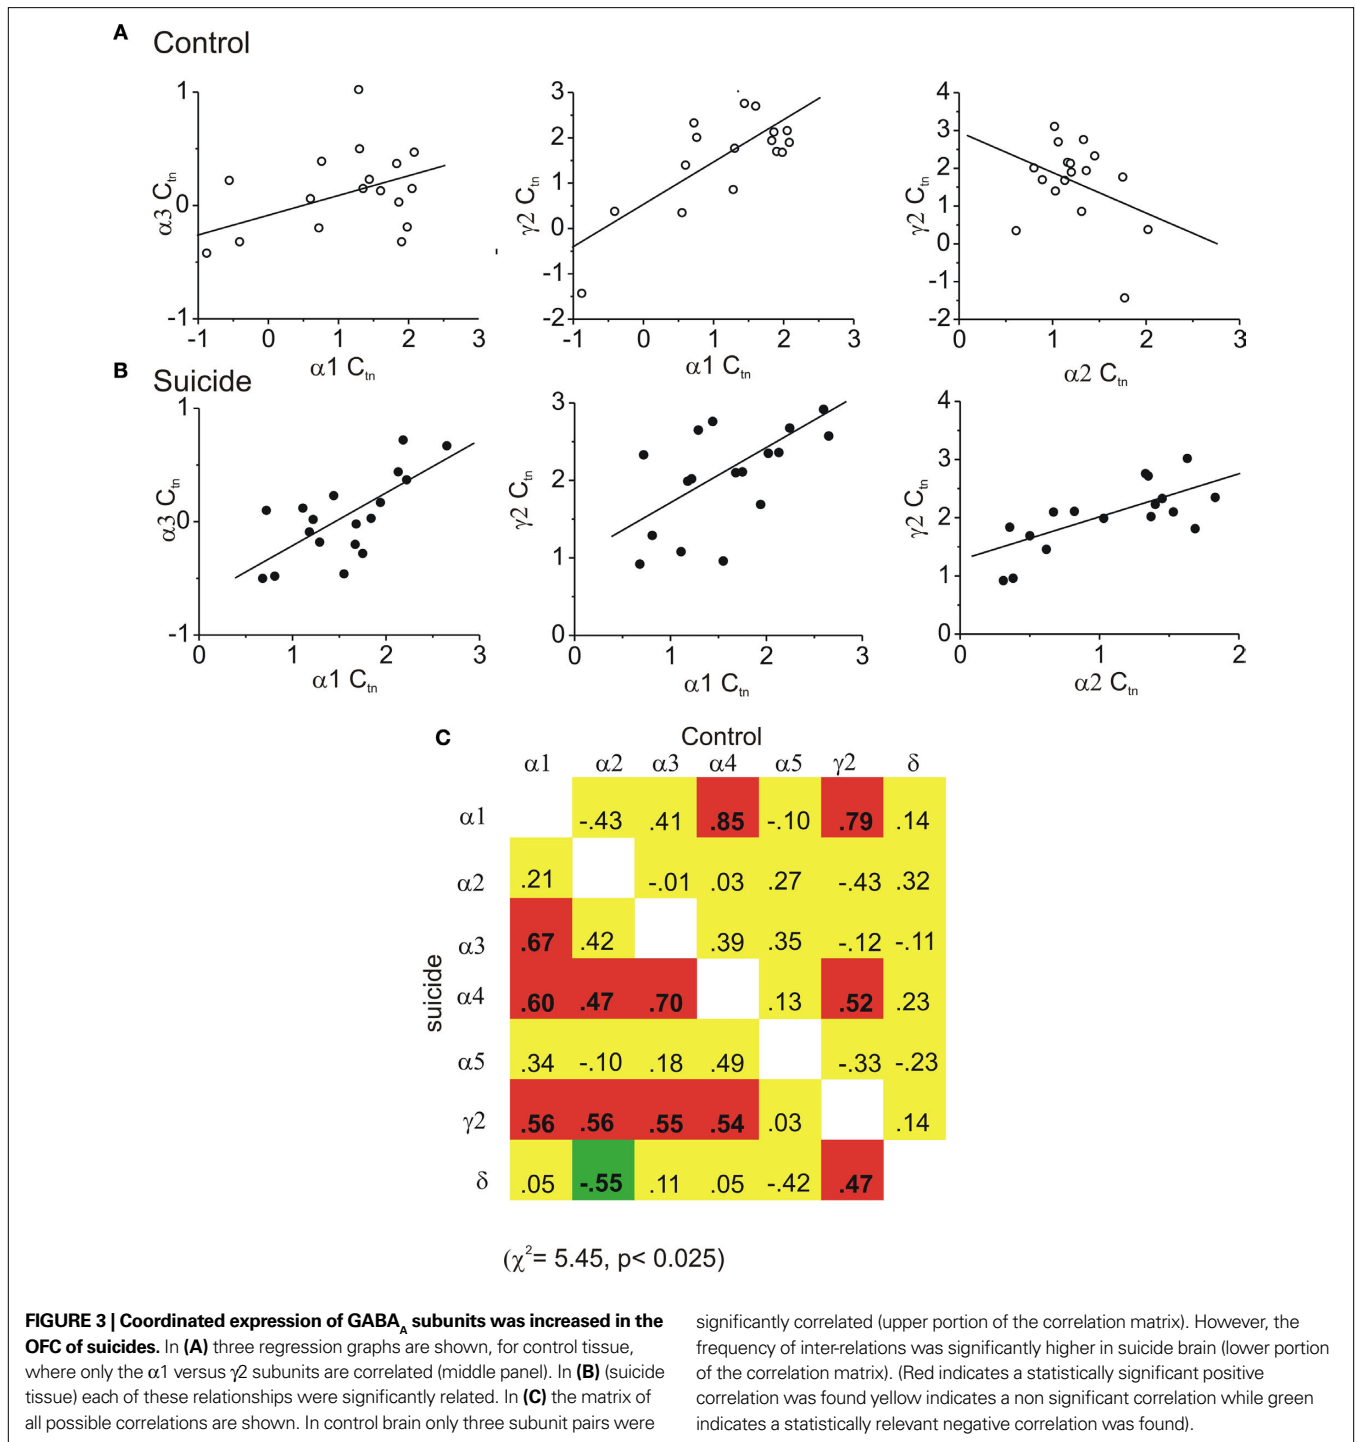 A Control
1
0
-1
α3 Ctn
-1 0 1 2 3
α1 Ctn
3
2
1
0
-1
-2
γ2 Ctn
-1 0 1 2 3
α1 Ctn
4
3
2
1
0
-1
-2
γ2 Ctn
0 1 2 3
α2 Ctn
B Suicide
1
0
-1
α3 Ctn
0 1 2 3
α1 Ctn
3
2
1
0
γ2 Ctn
0 1 2 3
α1 Ctn
4
3
2
1
0
γ2 Ctn
0 1 2
α2 Ctn
C Control
α1 α2 α3 α4 α5 γ2 δ
suicide
α1 -.43 .41 .85 -.10 .79 .14
α2 .21 -.01 .03 .27 -.43 .32
α3 .67 .42 .39 .35 -.12 -.11
α4 .60 .47 .70 .13 .52 .23
α5 .34 -.10 .18 .49 -.33 -.23
γ2 .56 .56 .55 .54 .03 .14
δ .05 -.55 .11 .05 -.42 .47
(χ²= 5.45, p< 0.025)
FIGURE 3 | Coordinated expression of GABAA subunits was increased in the
OFC of suicides. In (A) three regression graphs are shown, for control tissue,
where only the α1 versus γ2 subunits are correlated (middle panel). In (B) (suicide
tissue) each of these relationships were significantly related. In (C) the matrix of
all possible correlations are shown. In control brain only three subunit pairs were
significantly correlated (upper portion of the correlation matrix). However, the
frequency of inter-relations was significantly higher in suicide brain (lower portion
of the correlation matrix). (Red indicates a statistically significant positive
correlation was found yellow indicates a non significant correlation while green
indicates a statistically relevant negative correlation was found).